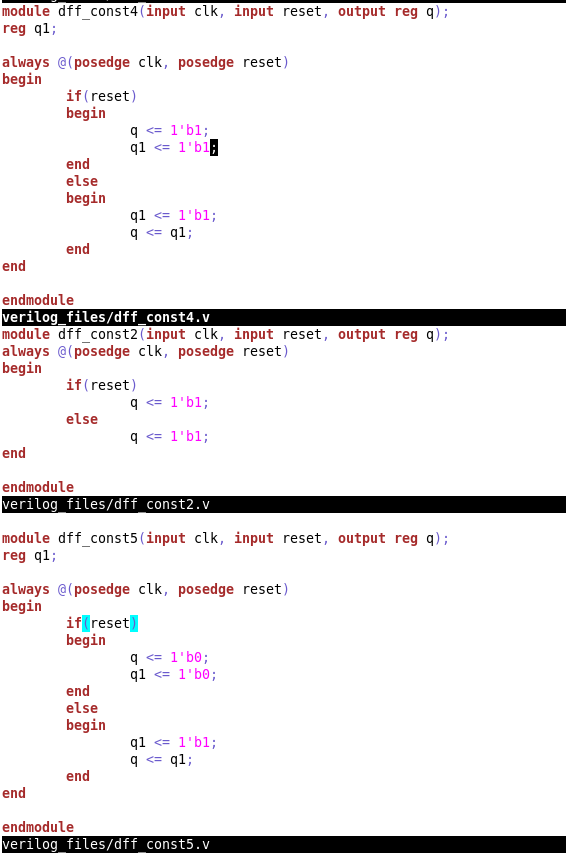 module dff_const4(input clk, input reset, output reg q);
reg q1;
always @(posedge clk, posedge reset)
begin
if(reset)
begin
q <= 1'b1;
q1 <= 1'b1;
end
else
begin
q1 <= 1'b1;
q <= q1;
end
end
endmodule
verilog_files/dff_const4.v
module dff_const2(input clk, input reset, output reg q);
always @(posedge clk, posedge reset)
begin
if(reset)
q <= 1'b1;
else
q <= 1'b1;
end
endmodule
verilog_files/dff_const2.v
module dff_const5(input clk, input reset, output reg q);
reg q1;
always @(posedge clk, posedge reset)
begin
if(reset)
begin
q <= 1'b0;
q1 <= 1'b0;
end
else
begin
q1 <= 1'b1;
q <= q1;
end
end
endmodule
verilog_files/dff_const5.v